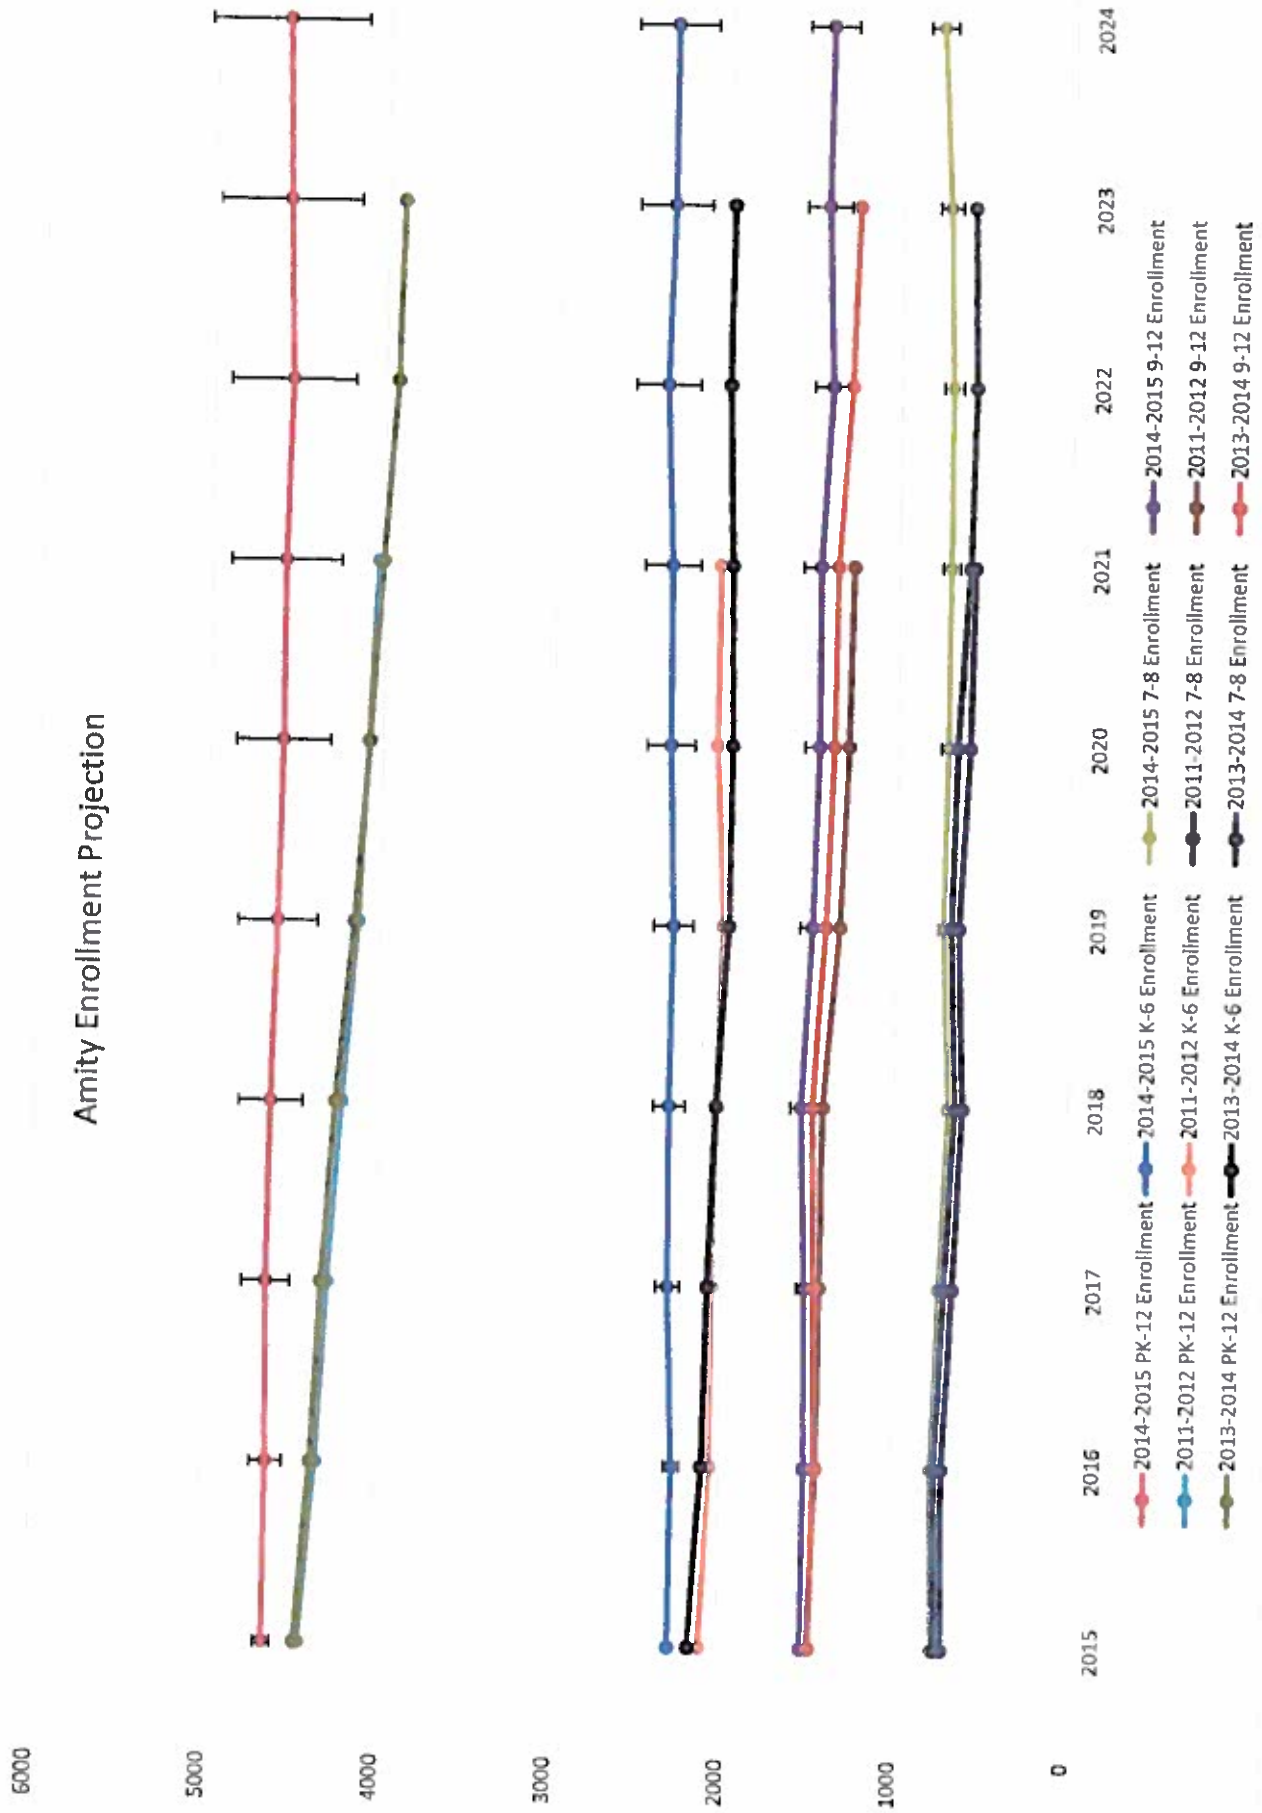 Amity Enrollment Projection
6000
5000
4000
3000
2000
1000
0
2015 2016 2017 2018 2019 2020 2021 2022 2023 2024
2014-2015 PK-12 Enrollment 2014-2015 K-6 Enrollment 2014-2015 7-8 Enrollment 2014-2015 9-12 Enrollment
2011-2012 PK-12 Enrollment 2011-2012 K-6 Enrollment 2011-2012 7-8 Enrollment 2011-2012 9-12 Enrollment
2013-2014 PK-12 Enrollment 2013-2014 K-6 Enrollment 2013-2014 7-8 Enrollment 2013-2014 9-12 Enrollment